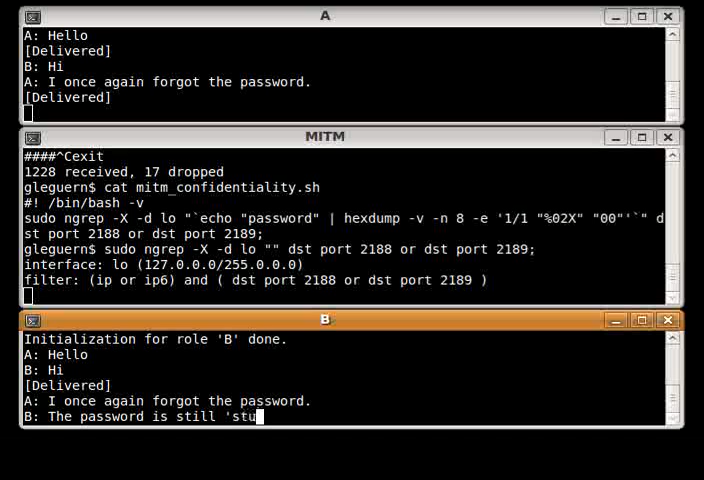 A
A: Hello
[Delivered]
B: Hi
A: I once again forgot the password.
[Delivered]
MITM
####^Cexit
1228 received, 17 dropped
gleguern$ cat mitm_confidentiality.sh
#! /bin/bash -v
sudo ngrep -X -d lo "`echo "password" | hexdump -v -n 8 -e '1/1 "%02X" "00"'`" d
st port 2188 or dst port 2189;
gleguern$ sudo ngrep -X -d lo "" dst port 2188 or dst port 2189;
interface: lo (127.0.0.0/255.0.0.0)
filter: (ip or ip6) and ( dst port 2188 or dst port 2189 )
B
Initialization for role 'B' done.
A: Hello
B: Hi
[Delivered]
A: I once again forgot the password.
B: The password is still 'stu